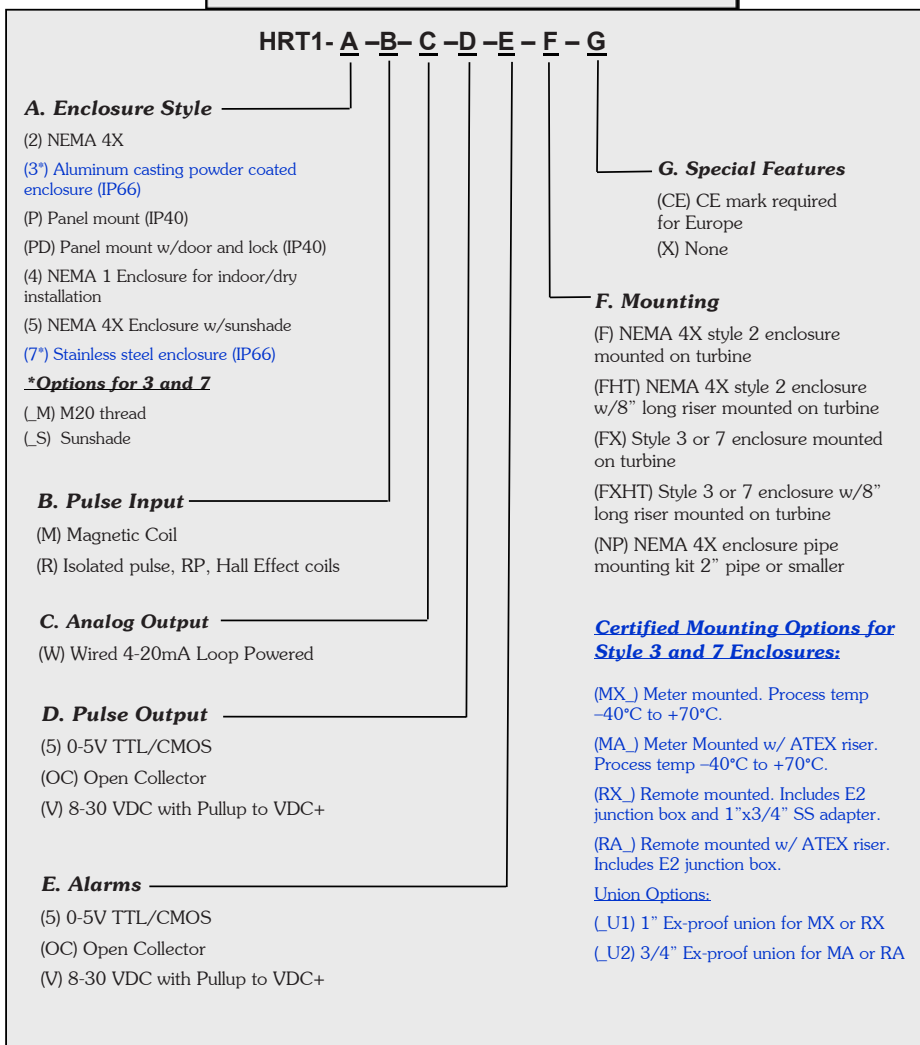 HRT1- A –B– C –D –E – F – G
A. Enclosure Style
(2) NEMA 4X
(3*) Aluminum casting powder coated
enclosure (IP66)
(P) Panel mount (IP40)
(PD) Panel mount w/door and lock (IP40)
(4) NEMA 1 Enclosure for indoor/dry
installation
(5) NEMA 4X Enclosure w/sunshade
(7*) Stainless steel enclosure (IP66)
*Options for 3 and 7
(_M) M20 thread
(_S) Sunshade
B. Pulse Input
(M) Magnetic Coil
(R) Isolated pulse, RP, Hall Effect coils
C. Analog Output
(W) Wired 4-20mA Loop Powered
D. Pulse Output
(5) 0-5V TTL/CMOS
(OC) Open Collector
(V) 8-30 VDC with Pullup to VDC+
E. Alarms
(5) 0-5V TTL/CMOS
(OC) Open Collector
(V) 8-30 VDC with Pullup to VDC+
G. Special Features
(CE) CE mark required
for Europe
(X) None
F. Mounting
(F) NEMA 4X style 2 enclosure
mounted on turbine
(FHT) NEMA 4X style 2 enclosure
w/8” long riser mounted on turbine
(FX) Style 3 or 7 enclosure mounted
on turbine
(FXHT) Style 3 or 7 enclosure w/8”
long riser mounted on turbine
(NP) NEMA 4X enclosure pipe
mounting kit 2” pipe or smaller
Certified Mounting Options for
Style 3 and 7 Enclosures:
(MX_) Meter mounted. Process temp
–40°C to +70°C.
(MA_) Meter Mounted w/ ATEX riser.
Process temp –40°C to +70°C.
(RX_) Remote mounted. Includes E2
junction box and 1”x3/4” SS adapter.
(RA_) Remote mounted w/ ATEX riser.
Includes E2 junction box.
Union Options:
(_U1) 1” Ex-proof union for MX or RX
(_U2) 3/4” Ex-proof union for MA or RA